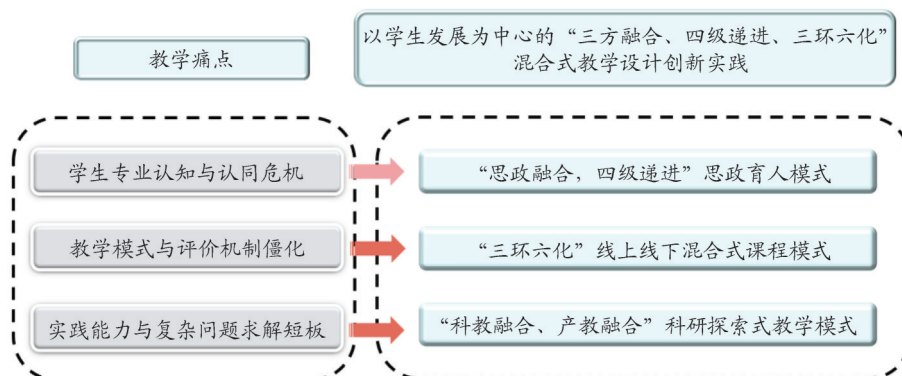 教学痛点
以学生发展为中心的“三方融合、四级递进、三环六化”
混合式教学设计创新实践
学生专业认知与认同危机
“思政融合，四级递进”思政育人模式
教学模式与评价机制僵化
“三环六化”线上线下混合式课程模式
实践能力与复杂问题求解短板
“科教融合、产教融合”科研探索式教学模式